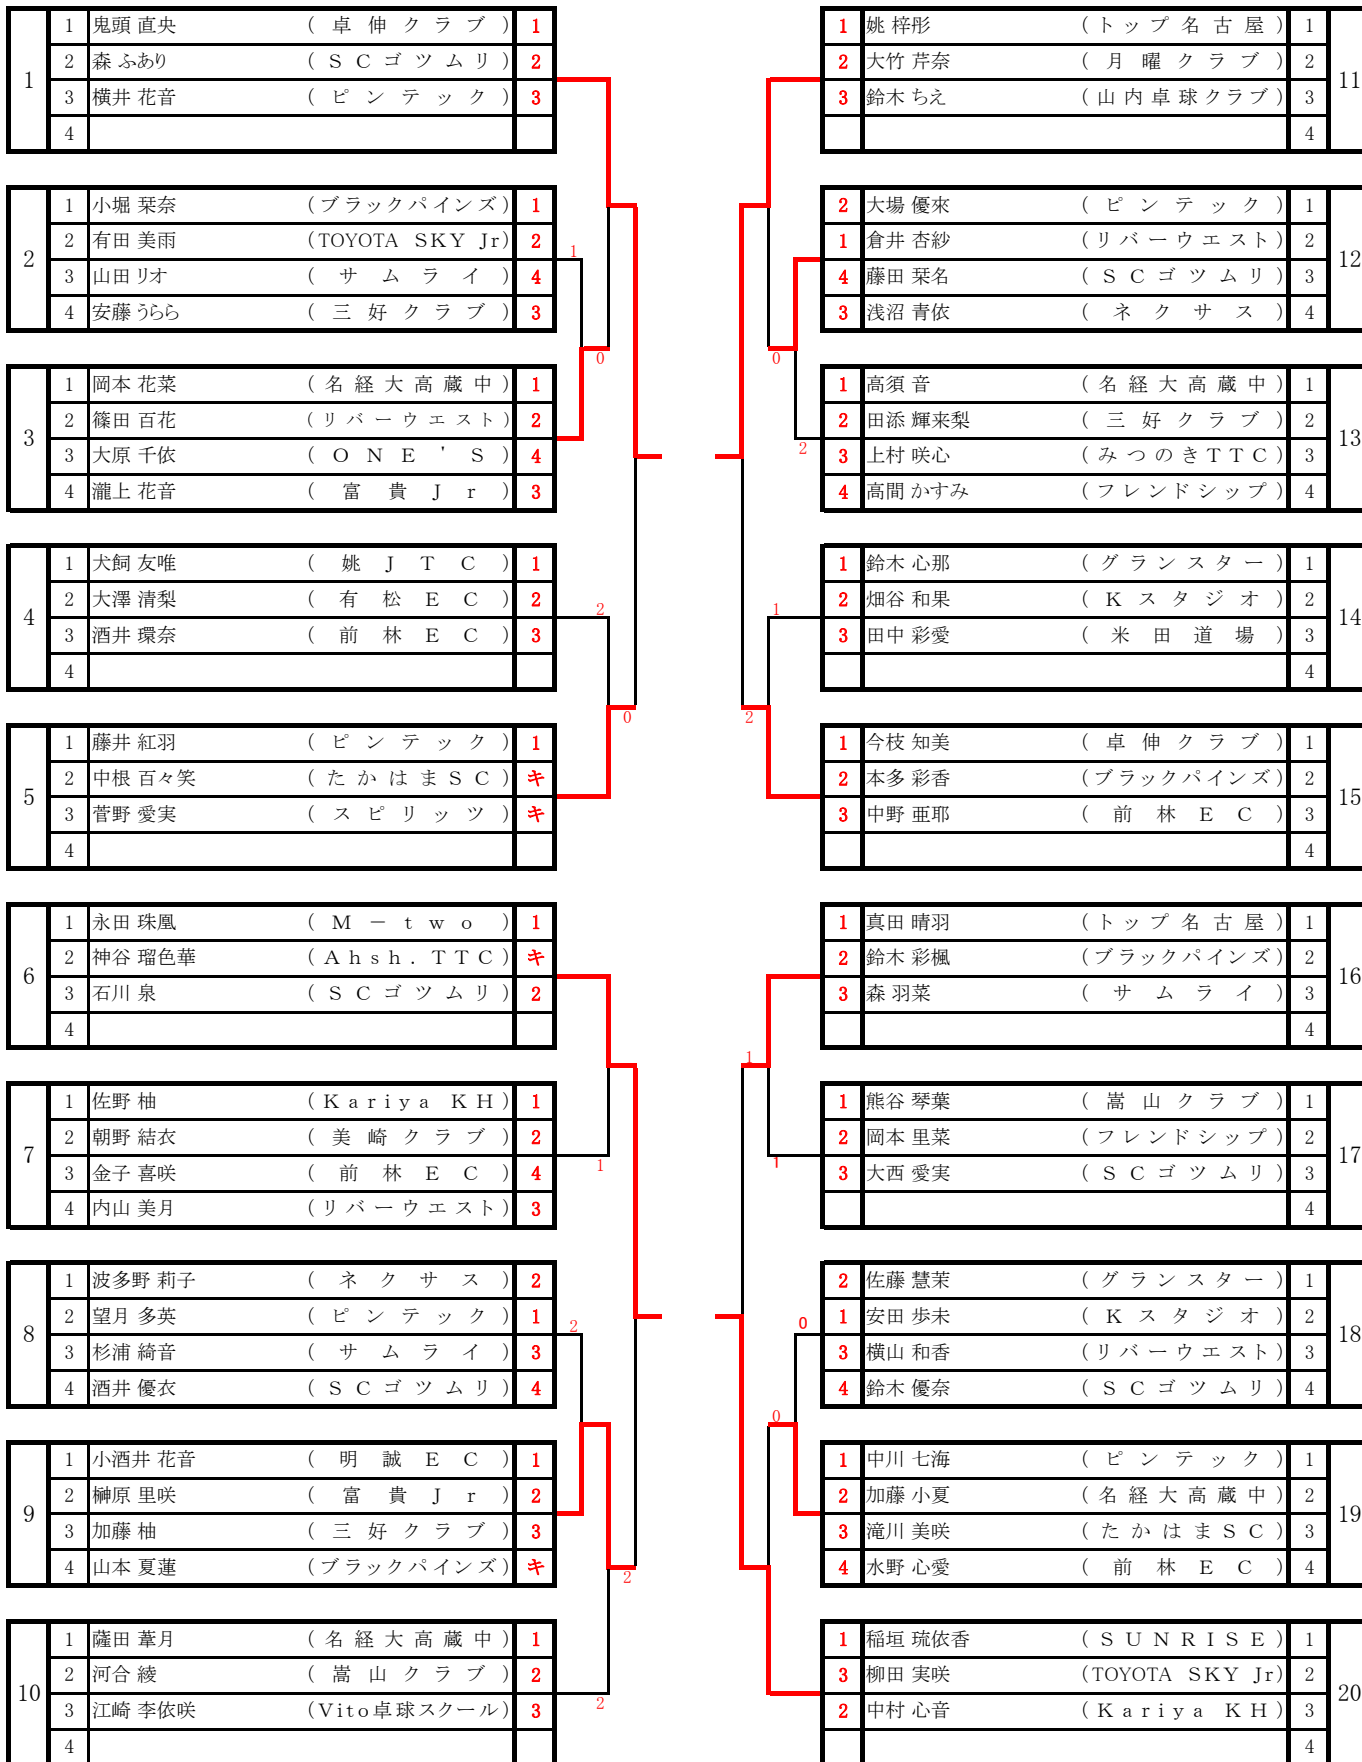 1
1 鬼頭 直央 (卓伸クラブ) 1
2 森 ふあり (SCゴツムリ) 2
3 横井 花音 (ピンテック) 3
4
2
1 小堀 栞奈 (ブラックパインズ) 1
2 有田 美雨 (TOYOTA SKY Jr) 2
3 山田 リオ (サムライ) 4
4 安藤 うらら (三好クラブ) 3
1
0
3
1 岡本 花菜 (名経大高蔵中) 1
2 篠田 百花 (リバーウエスト) 2
3 大原 千依 (ONE'S) 4
4 瀧上 花音 (富貴Jr) 3
4
1 犬飼 友唯 (姚JTC) 1
2 大澤 清梨 (有松EC) 2
3 酒井 環奈 (前林EC) 3
4
2
0
5
1 藤井 紅羽 (ピンテック) 1
2 中根 百々笑 (たかはまSC) キ
3 菅野 愛実 (スピリッツ) キ
4
6
1 永田 珠凰 (M-two) 1
2 神谷 瑠色華 (Ahsh.TTC) キ
3 石川 泉 (SCゴツムリ) 2
4
7
1 佐野 柚 (Kariya KH) 1
2 朝野 結衣 (美崎クラブ) 2
3 金子 喜咲 (前林EC) 4
4 内山 美月 (リバーウエスト) 3
1
8
1 波多野 莉子 (ネクサス) 2
2 望月 多英 (ピンテック) 1
3 杉浦 綺音 (サムライ) 3
4 酒井 優衣 (SCゴツムリ) 4
2
9
1 小酒井 花音 (明誠EC) 1
2 榊原 里咲 (富貴Jr) 2
3 加藤 柚 (三好クラブ) 3
4 山本 夏蓮 (ブラックパインズ) キ
2
10
1 薩田 葦月 (名経大高蔵中) 1
2 河合 綾 (嵩山クラブ) 2
3 江崎 李依咲 (Vito卓球スクール) 3
4
2
11
1 姚 梓彤 (トップ名古屋) 1
2 大竹 芹奈 (月曜クラブ) 2
3 鈴木 ちえ (山内卓球クラブ) 3
4
12
2 大場 優來 (ピンテック) 1
1 倉井 杏紗 (リバーウエスト) 2
4 藤田 栞名 (SCゴツムリ) 3
3 浅沼 青依 (ネクサス) 4
0
13
1 高須 音 (名経大高蔵中) 1
2 田添 輝来梨 (三好クラブ) 2
3 上村 咲心 (みつのきTTC) 3
4 高間 かすみ (フレンドシップ) 4
2
14
1 鈴木 心那 (グランスター) 1
2 畑谷 和果 (Kスタジオ) 2
3 田中 彩愛 (米田道場) 3
4
1
2
15
1 今枝 知美 (卓伸クラブ) 1
2 本多 彩香 (ブラックパインズ) 2
3 中野 亜耶 (前林EC) 3
4
16
1 真田 晴羽 (トップ名古屋) 1
2 鈴木 彩楓 (ブラックパインズ) 2
3 森 羽菜 (サムライ) 3
4
1
17
1 熊谷 琴葉 (嵩山クラブ) 1
2 岡本 里菜 (フレンドシップ) 2
3 大西 愛実 (SCゴツムリ) 3
4
1
18
2 佐藤 慧茉 (グランスター) 1
1 安田 歩未 (Kスタジオ) 2
3 横山 和香 (リバーウエスト) 3
4 鈴木 優奈 (SCゴツムリ) 4
0
0
19
1 中川 七海 (ピンテック) 1
2 加藤 小夏 (名経大高蔵中) 2
3 滝川 美咲 (たかはまSC) 3
4 水野 心愛 (前林EC) 4
20
1 稲垣 琉依香 (SUNRISE) 1
3 柳田 実咲 (TOYOTA SKY Jr) 2
2 中村 心音 (Kariya KH) 3
4